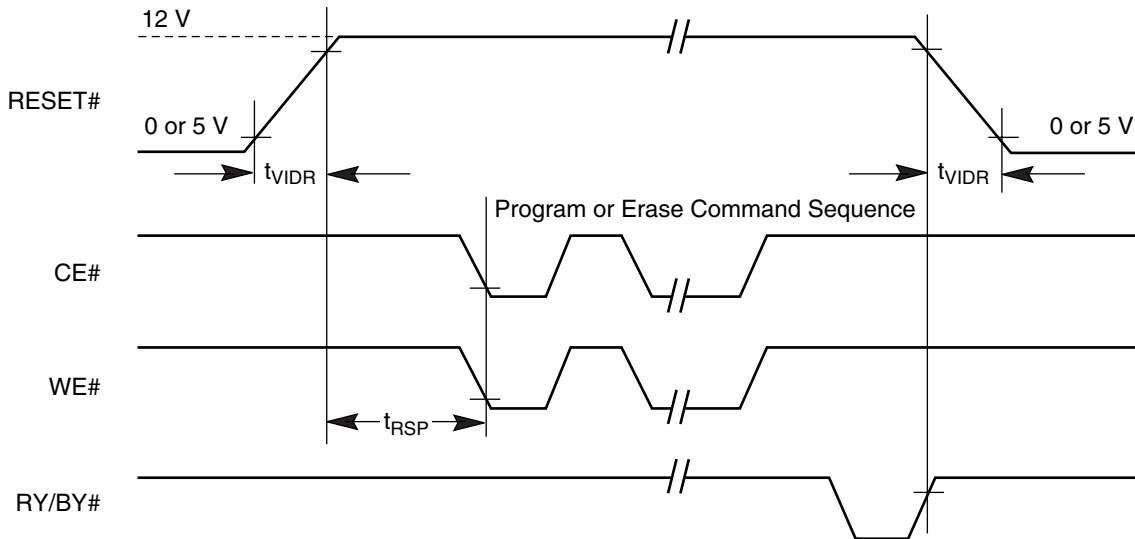 12 V
RESET#
0 or 5 V
0 or 5 V
tVIDR
tVIDR
Program or Erase Command Sequence
CE#
WE#
tRSP
RY/BY#